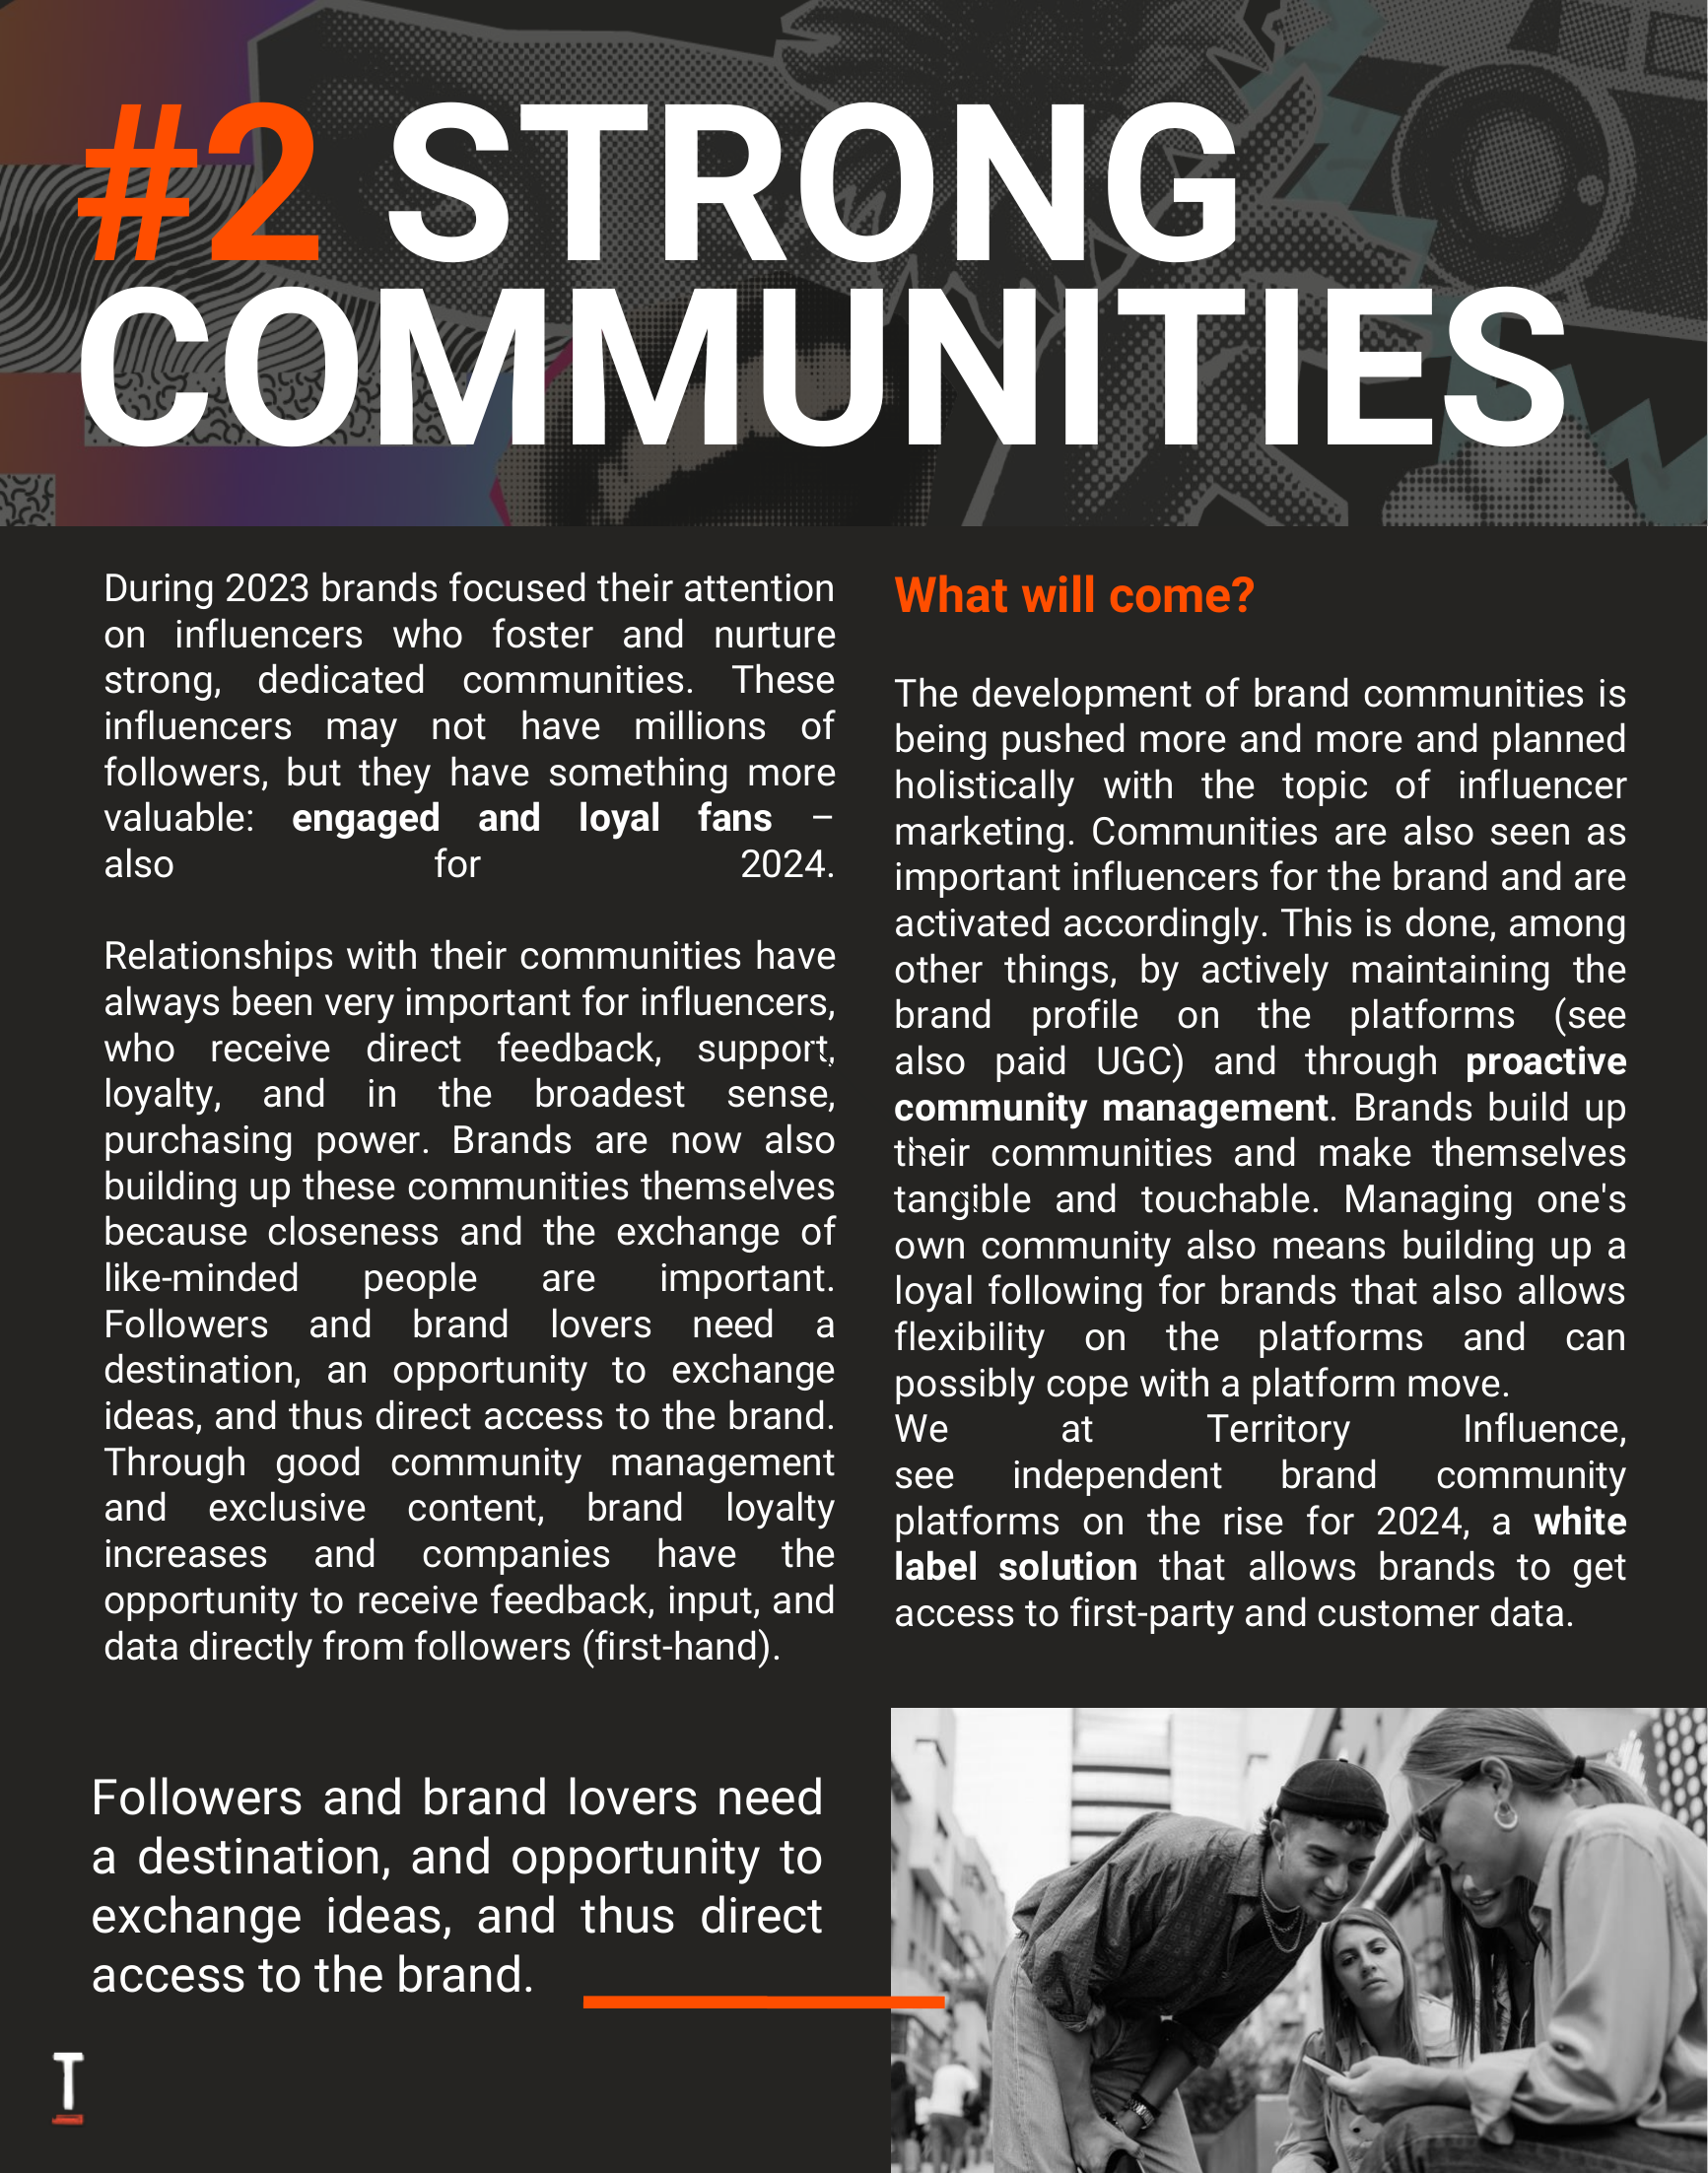 #2 STRONG
COMMUNITIES
During 2023 brands focused their attention
on influencers who foster and nurture
strong, dedicated communities. These
influencers may not have millions of
followers, but they have something more
valuable: engaged and loyal fans –
also for 2024.
Relationships with their communities have
always been very important for influencers,
who receive direct feedback, support,
loyalty, and in the broadest sense,
purchasing power. Brands are now also
building up these communities themselves
because closeness and the exchange of
like-minded people are important.
Followers and brand lovers need a
destination, an opportunity to exchange
ideas, and thus direct access to the brand.
Through good community management
and exclusive content, brand loyalty
increases and companies have the
opportunity to receive feedback, input, and
data directly from followers (first-hand).
What will come?
The development of brand communities is
being pushed more and more and planned
holistically with the topic of influencer
marketing. Communities are also seen as
important influencers for the brand and are
activated accordingly. This is done, among
other things, by actively maintaining the
brand profile on the platforms (see
also paid UGC) and through proactive
community management. Brands build up
their communities and make themselves
tangible and touchable. Managing one's
own community also means building up a
loyal following for brands that also allows
flexibility on the platforms and can
possibly cope with a platform move.
We at Territory Influence,
see independent brand community
platforms on the rise for 2024, a white
label solution that allows brands to get
access to first-party and customer data.
Followers and brand lovers need
a destination, and opportunity to
exchange ideas, and thus direct
access to the brand.
T